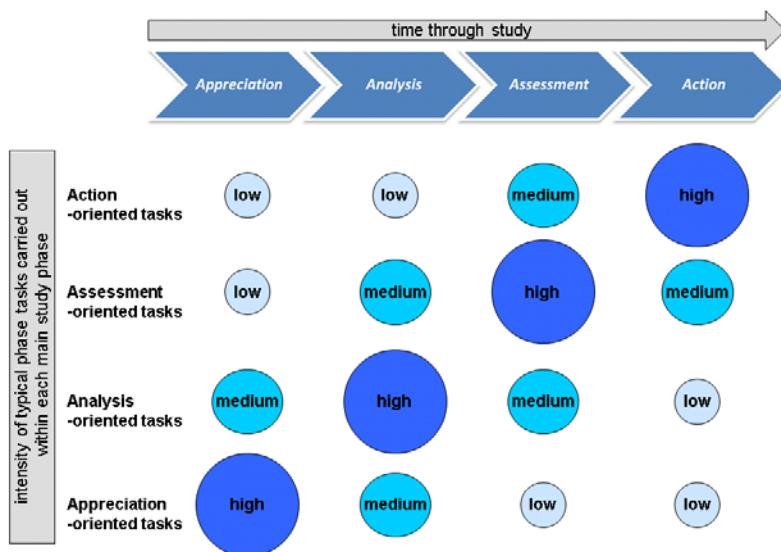 time through study
Appreciation Analysis Assessment Action
intensity of typical phase tasks carried out
within each main study phase
Action
-oriented tasks
low low medium high
Assessment
-oriented tasks
low medium high medium
Analysis
-oriented tasks
medium high medium low
Appreciation
-oriented tasks
high medium low low